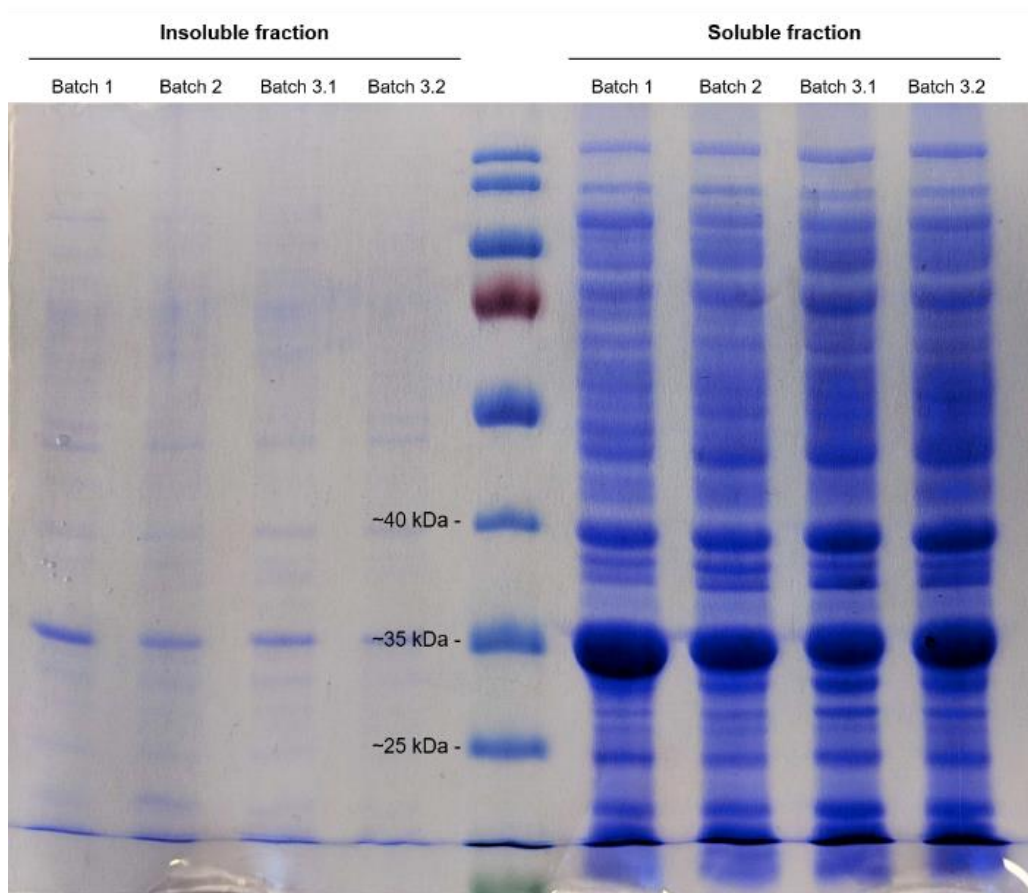 Insoluble fraction
Soluble fraction
Batch 1 Batch 2 Batch 3.1 Batch 3.2
Batch 1 Batch 2 Batch 3.1 Batch 3.2
~40 kDa -
~35 kDa -
~25 kDa -